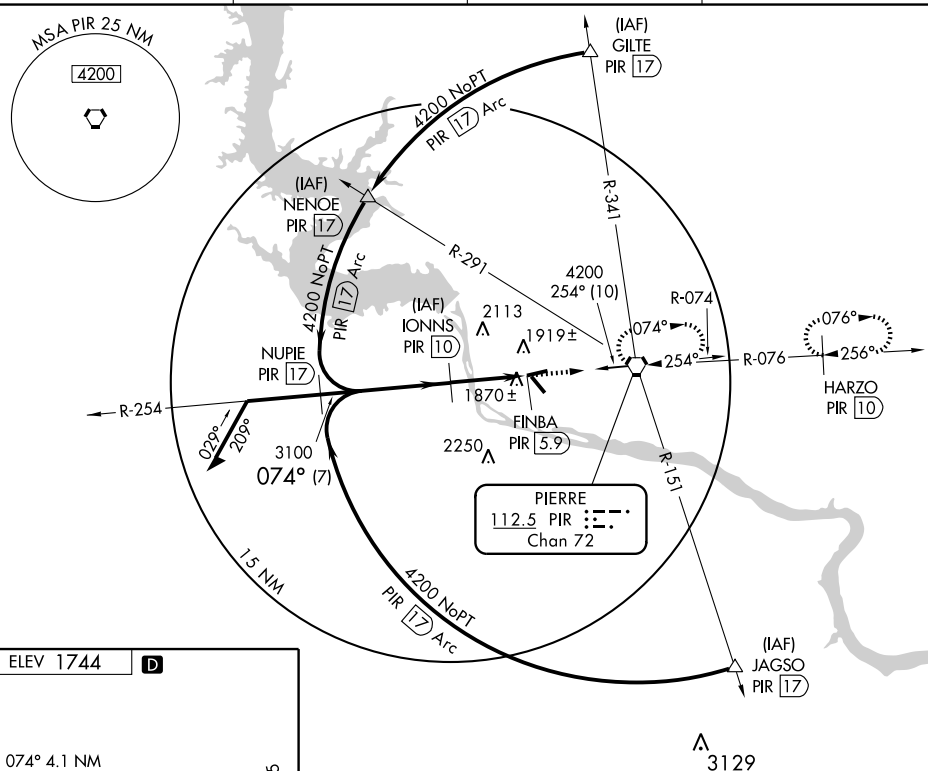 MSA PIR 25 NM
4200
(IAF)
GILTE
PIR 17
4200 NoPT
PIR 17 Arc
(IAF)
NENOE
PIR 17
R-341
R-291
4200 NoPT
PIR 17 Arc
(IAF)
IONNS
PIR 10
2113
1919±
4200
254° (10)
R-074
074°
254°
R-076
076°
256°
HARZO
PIR 10
NUPIE
PIR 17
1870±
FINBA
PIR 5.9
R-254
029°
209°
3100
074° (7)
2250
R-151
PIERRE
112.5 PIR
Chan 72
15 NM
4200 NoPT
PIR 17 Arc
(IAF)
JAGSO
PIR 17
3129
ELEV 1744 D
074° 4.1 NM